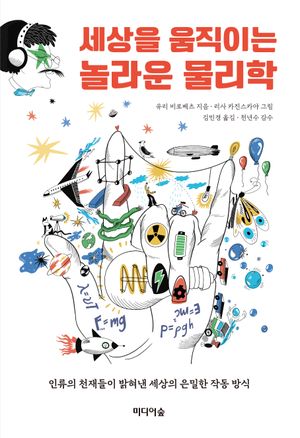 세상을 움직이는
놀라운 물리학
유리 비로베츠 지음·리사 카진스카야 그림
김민경 옮김·천년수 감수
λ=υT
F=mg
P=ρgh
인류의 천재들이 밝혀낸 세상의 은밀한 작동 방식
미디어숲